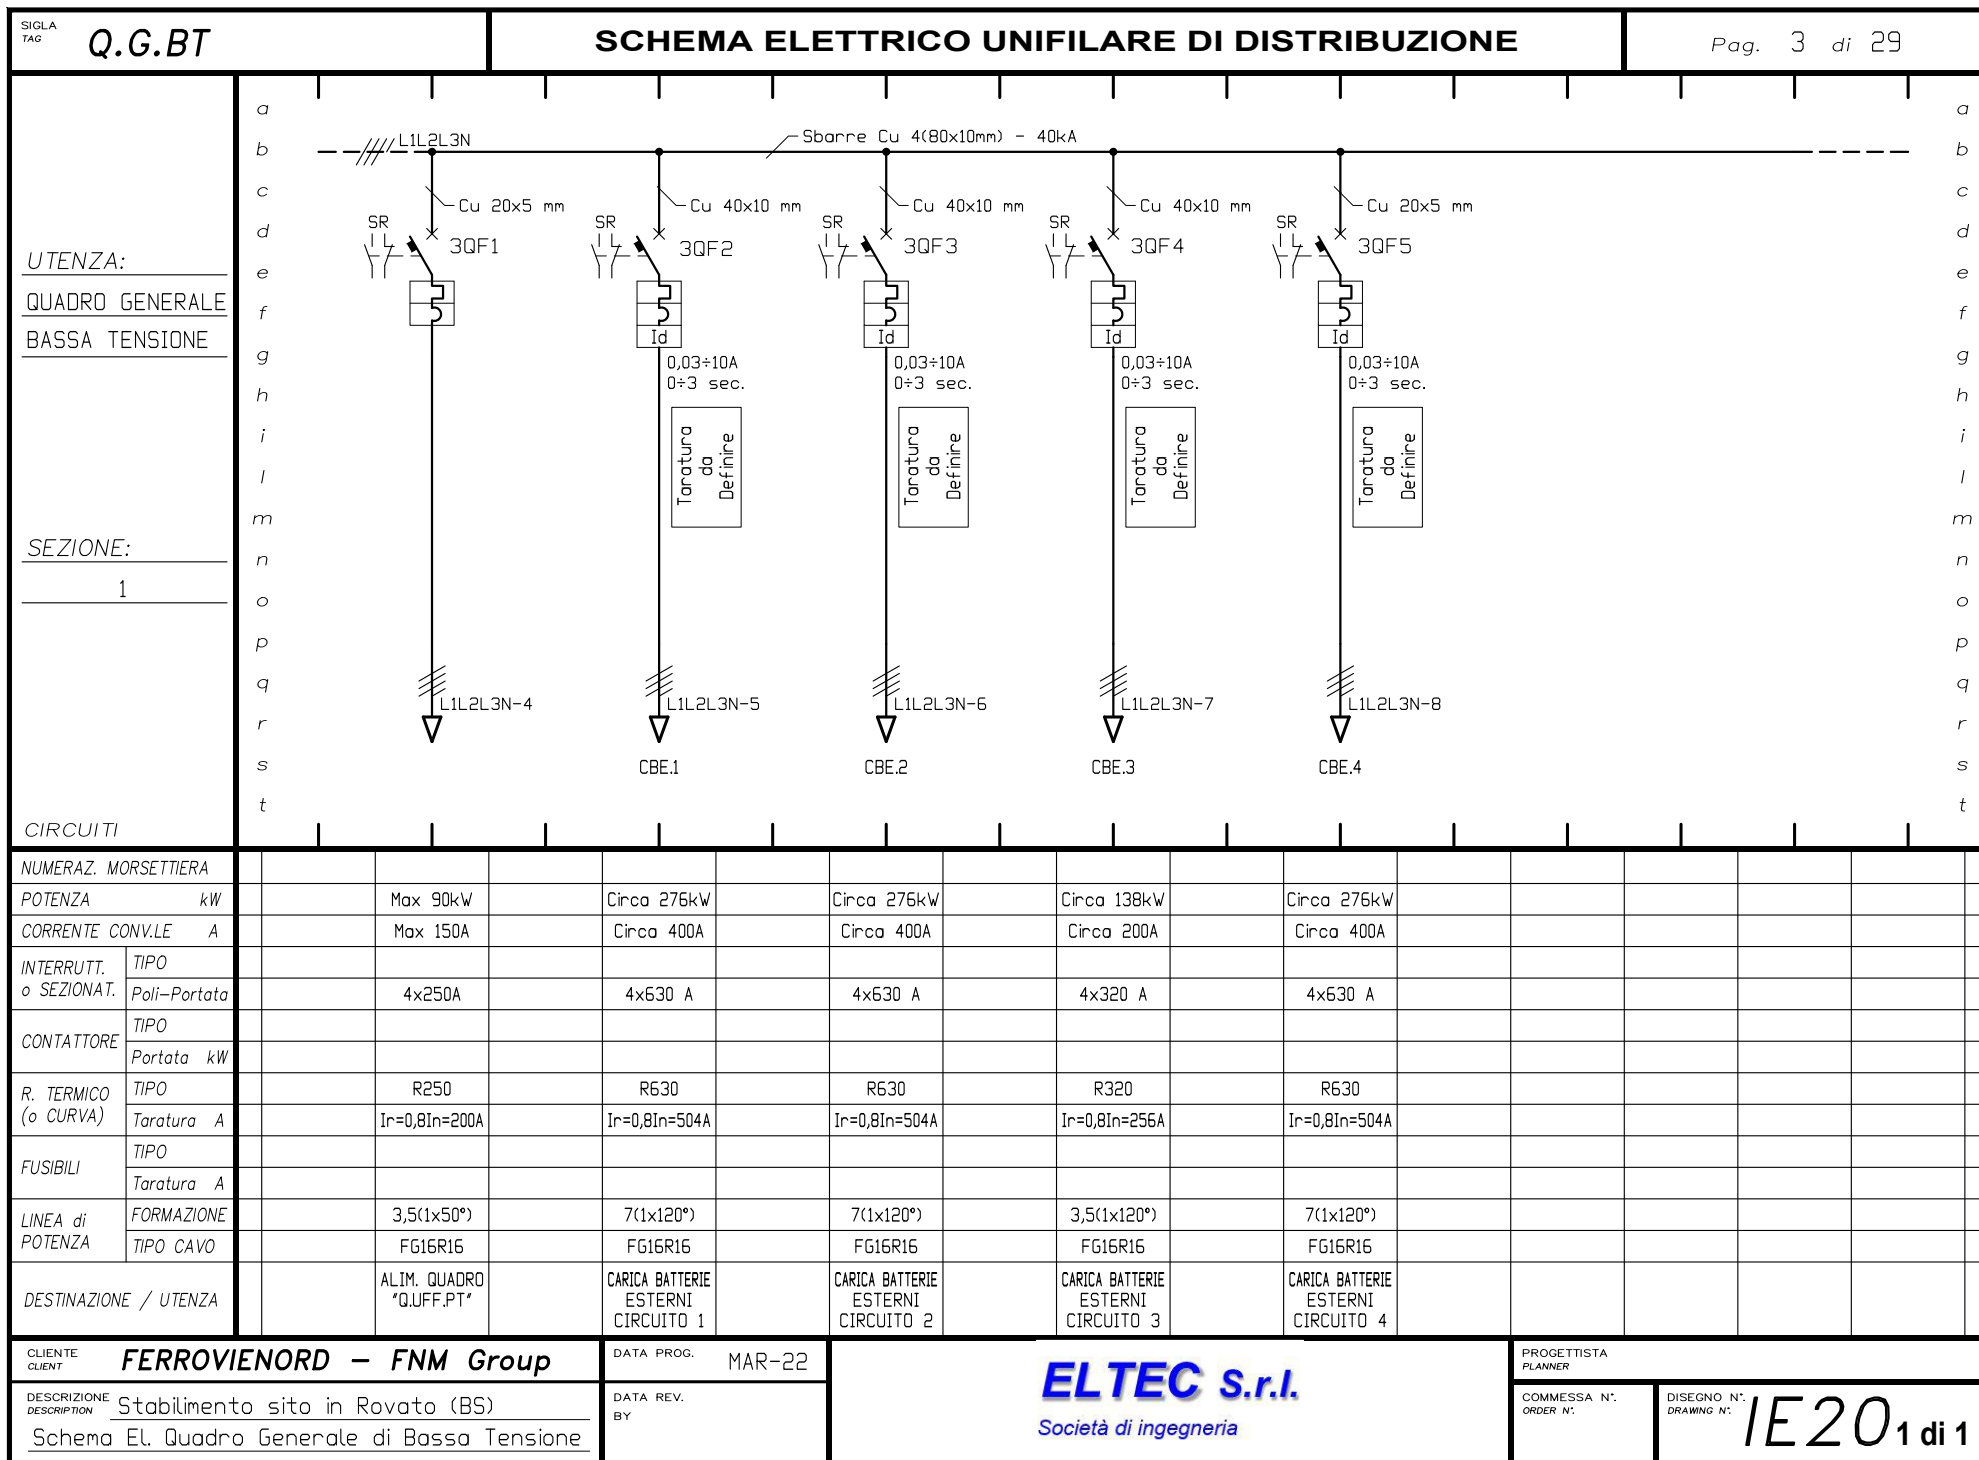 SIGLA
TAG
Q.G.BT
SCHEMA ELETTRICO UNIFILARE DI DISTRIBUZIONE
Pag. 3 di 29
a a
b b
c c
d d
e e
f f
g g
h h
i i
l l
m m
n n
o o
p p
q q
r r
s s
t t
UTENZA:
QUADRO GENERALE
BASSA TENSIONE
SEZIONE:
1
CIRCUITI
L1L2L3N
Sbarre Cu 4(80x10mm) - 40kA
Cu 20x5 mm
Cu 40x10 mm
Cu 40x10 mm
Cu 40x10 mm
Cu 20x5 mm
SR
3QF1
SR
3QF2
SR
3QF3
SR
3QF4
SR
3QF5
Id
Id
Id
Id
0,03÷10A
0÷3 sec.
0,03÷10A
0÷3 sec.
0,03÷10A
0÷3 sec.
0,03÷10A
0÷3 sec.
Taratura
da
Definire
Taratura
da
Definire
Taratura
da
Definire
Taratura
da
Definire
L1L2L3N-4
L1L2L3N-5
L1L2L3N-6
L1L2L3N-7
L1L2L3N-8
CBE.1
CBE.2
CBE.3
CBE.4
NUMERAZ. MORSETTIERA
POTENZA kW Max 90kW Circa 276kW Circa 276kW Circa 138kW Circa 276kW
CORRENTE CONV.LE A Max 150A Circa 400A Circa 400A Circa 200A Circa 400A
INTERRUTT.
o SEZIONAT.
TIPO
Poli-Portata 4x250A 4x630 A 4x630 A 4x320 A 4x630 A
CONTATTORE
TIPO
Portata kW
R. TERMICO
(o CURVA)
TIPO R250 R630 R630 R320 R630
Taratura A Ir=0,8In=200A Ir=0,8In=504A Ir=0,8In=504A Ir=0,8In=256A Ir=0,8In=504A
FUSIBILI
TIPO
Taratura A
LINEA di
POTENZA
FORMAZIONE 3,5(1x50°) 7(1x120°) 7(1x120°) 3,5(1x120°) 7(1x120°)
TIPO CAVO FG16R16 FG16R16 FG16R16 FG16R16 FG16R16
DESTINAZIONE / UTENZA
ALIM. QUADRO
"Q.UFF.PT"
CARICA BATTERIE
ESTERNI
CIRCUITO 1
CARICA BATTERIE
ESTERNI
CIRCUITO 2
CARICA BATTERIE
ESTERNI
CIRCUITO 3
CARICA BATTERIE
ESTERNI
CIRCUITO 4
CLIENTE
CLIENT
FERROVIENORD - FNM Group
DESCRIZIONE
DESCRIPTION
Stabilimento sito in Rovato (BS)
Schema El. Quadro Generale di Bassa Tensione
DATA PROG. MAR-22
DATA REV.
BY
ELTEC S.r.l.
Società di ingegneria
PROGETTISTA
PLANNER
COMMESSA N°.
ORDER N°.
DISEGNO N°.
DRAWING N°.
IE20 1 di 1